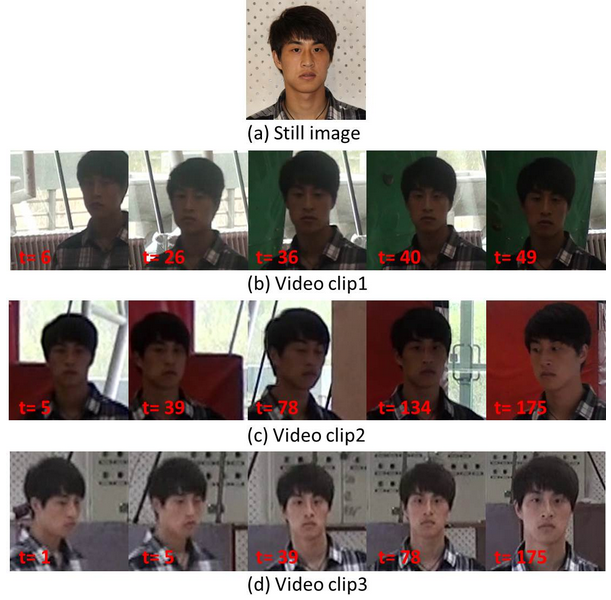 (a) Still image
t= 6 t= 26 t= 36 t= 40 t= 49
(b) Video clip1
t= 5 t= 39 t= 78 t= 134 t= 175
(c) Video clip2
t= 1 t= 5 t= 39 t= 78 t= 175
(d) Video clip3